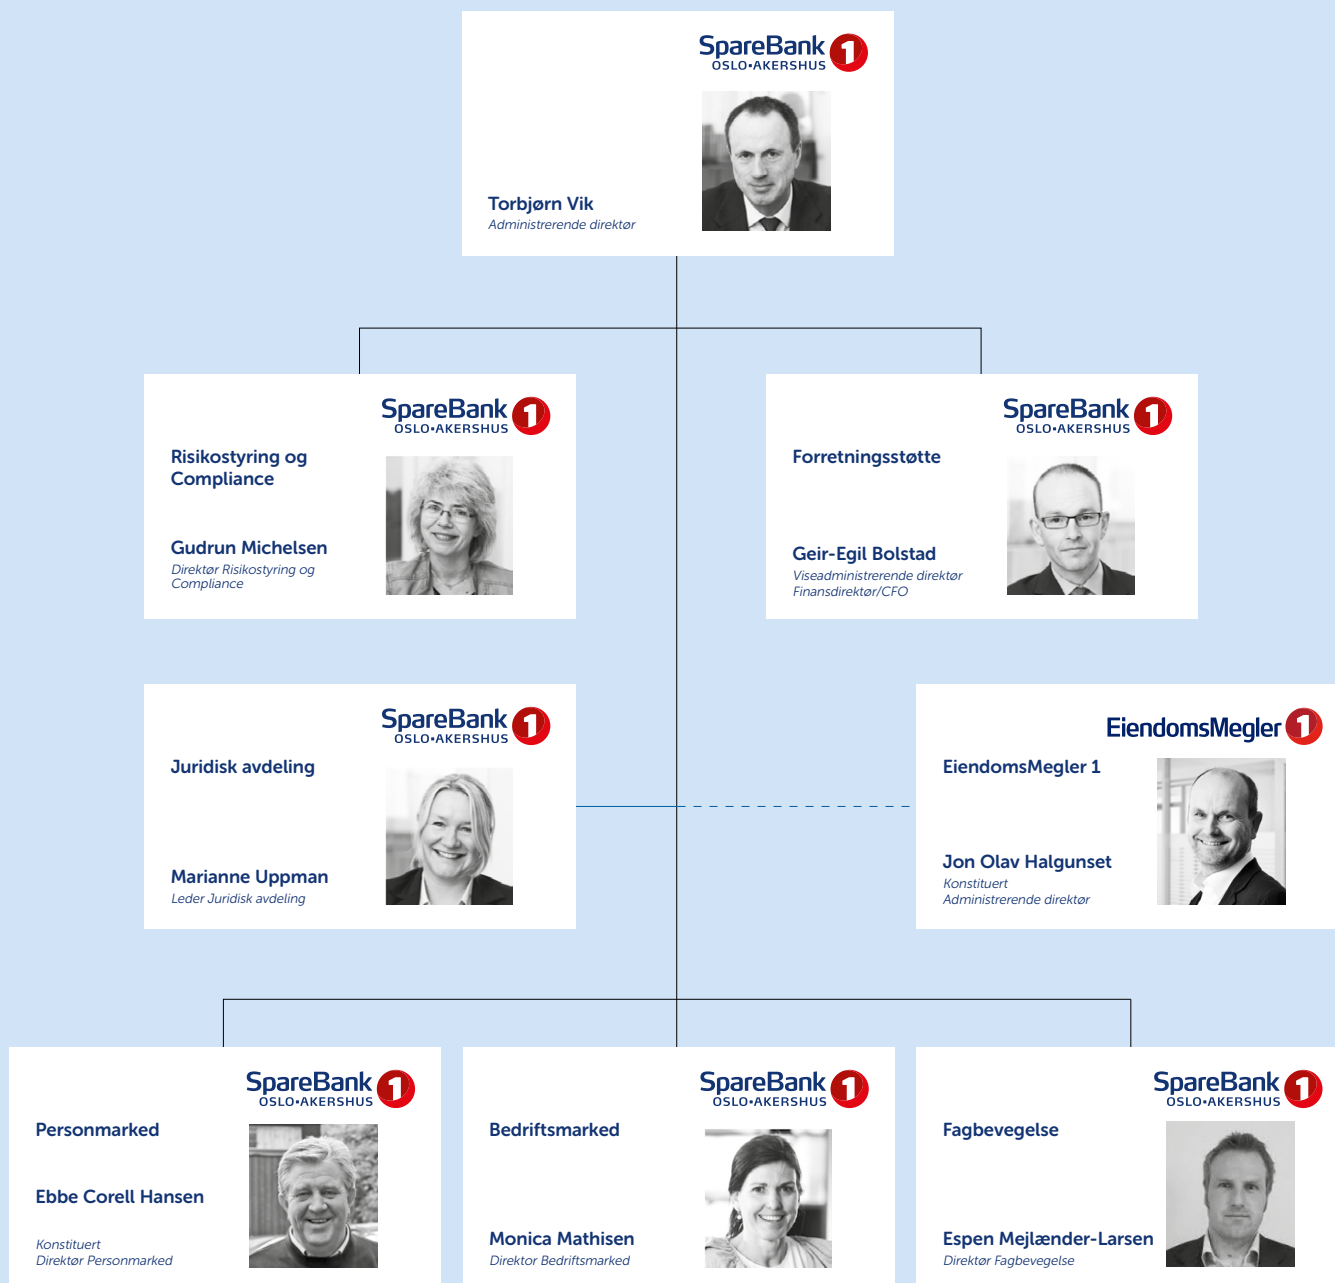 SpareBank 1
OSLO•AKERSHUS
Torbjørn Vik
Administrerende direktør
SpareBank 1
OSLO•AKERSHUS
Risikostyring og
Compliance
Gudrun Michelsen
Direktør Risikostyring og
Compliance
SpareBank 1
OSLO•AKERSHUS
Forretningsstøtte
Geir-Egil Bolstad
Viseadministrerende direktør
Finansdirektør/CFO
SpareBank 1
OSLO•AKERSHUS
Juridisk avdeling
Marianne Uppman
Leder Juridisk avdeling
EiendomsMegler 1
EiendomsMegler 1
Jon Olav Halgunset
Konstituert
Administrerende direktør
SpareBank 1
OSLO•AKERSHUS
Personmarked
Ebbe Corell Hansen
Konstituert
Direktør Personmarked
SpareBank 1
OSLO•AKERSHUS
Bedriftsmarked
Monica Mathisen
Direktor Bedriftsmarked
SpareBank 1
OSLO•AKERSHUS
Fagbevegelse
Espen Mejlænder-Larsen
Direktør Fagbevegelse